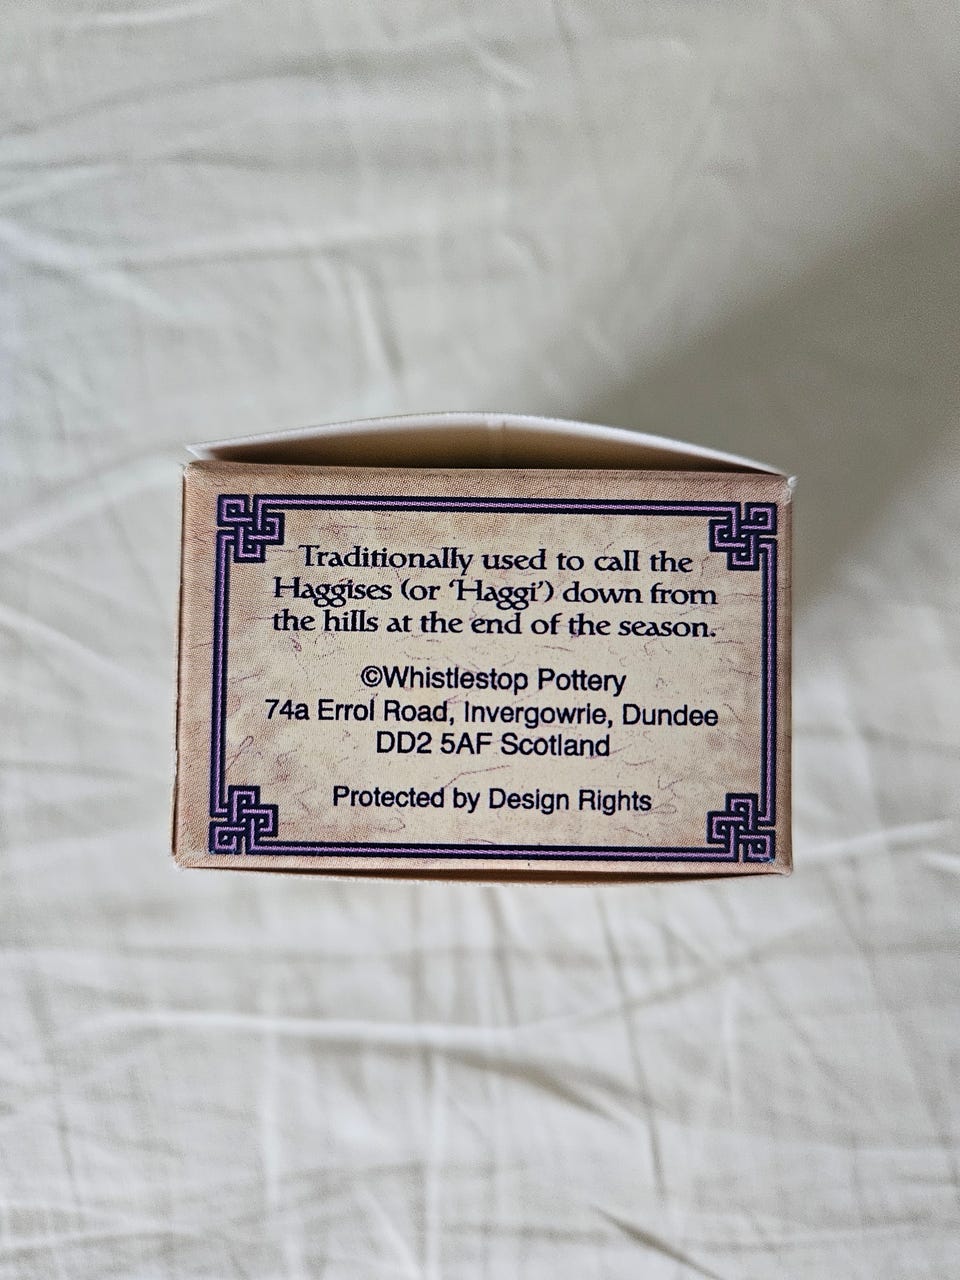 Traditionally used to call the
Haggises (or ‘Haggi’) down from
the hills at the end of the season.
©Whistlestop Pottery
74a Errol Road, Invergowrie, Dundee
DD2 5AF Scotland
Protected by Design Rights